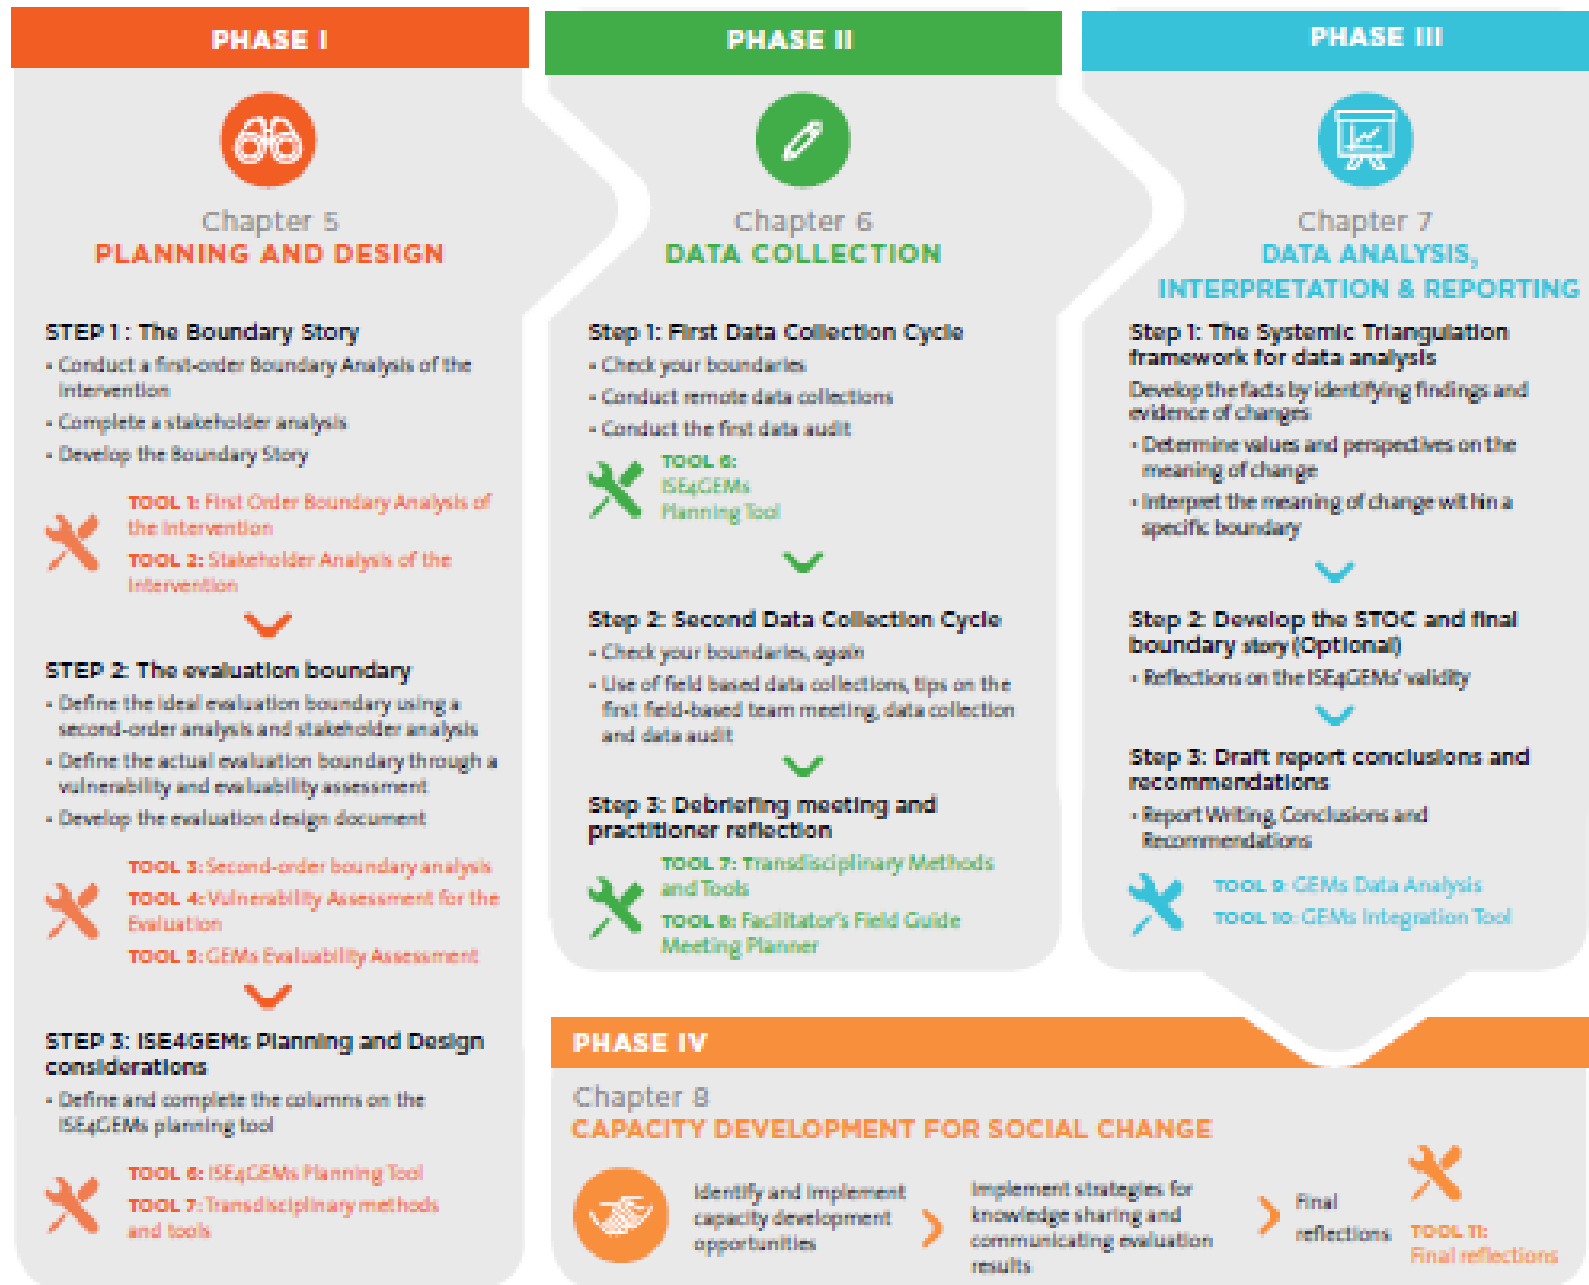 PHASE I
Chapter 5
PLANNING AND DESIGN
STEP 1: The Boundary Story
- Conduct a first-order Boundary Analysis of the
Intervention
- Complete a stakeholder analysis
- Develop the Boundary Story
TOOL 1: First Order Boundary Analysis of
the Intervention
TOOL 2: Stakeholder Analysis of the
Intervention
STEP 2: The evaluation boundary
- Define the ideal evaluation boundary using a
second-order analysis and stakeholder analysis
- Define the actual evaluation boundary through a
vulnerability and evaluability assessment
- Develop the evaluation design document
TOOL 3: Second-order boundary analysis
TOOL 4: Vulnerability Assessment for the
Evaluation
TOOL 5: GEMs Evaluability Assessment
STEP 3: ISE4GEMs Planning and Design
considerations
- Define and complete the columns on the
ISE4GEMs planning tool
TOOL 6: ISE4GEMs Planning Tool
TOOL 7: Transdisciplinary methods
and tools
PHASE II
Chapter 6
DATA COLLECTION
Step 1: First Data Collection Cycle
- Check your boundaries
- Conduct remote data collections
- Conduct the first data audit
TOOL 6:
ISE4GEMs
Planning Tool
Step 2: Second Data Collection Cycle
- Check your boundaries, again
- Use of field based data collections, tips on the
first field-based team meeting, data collection
and data audit
Step 3: Debriefing meeting and
practitioner reflection
TOOL 7: Transdisciplinary Methods
and Tools
TOOL 8: Facilitator's Field Guide
Meeting Planner
PHASE III
Chapter 7
DATA ANALYSIS,
INTERPRETATION & REPORTING
Step 1: The Systemic Triangulation
framework for data analysis
Develop the facts by identifying findings and
evidence of changes
- Determine values and perspectives on the
meaning of change
- Interpret the meaning of change within a
specific boundary
Step 2: Develop the STOC and final
boundary story (Optional)
- Reflections on the ISE4GEMs' validity
Step 3: Draft report conclusions and
recommendations
- Report Writing, Conclusions and
Recommendations
TOOL 9: GEMs Data Analysis
TOOL 10: GEMs Integration Tool
PHASE IV
Chapter 8
CAPACITY DEVELOPMENT FOR SOCIAL CHANGE
Identify and implement
capacity development
opportunities
Implement strategies for
knowledge sharing and
communicating evaluation
results
Final
reflections
TOOL 11:
Final reflections